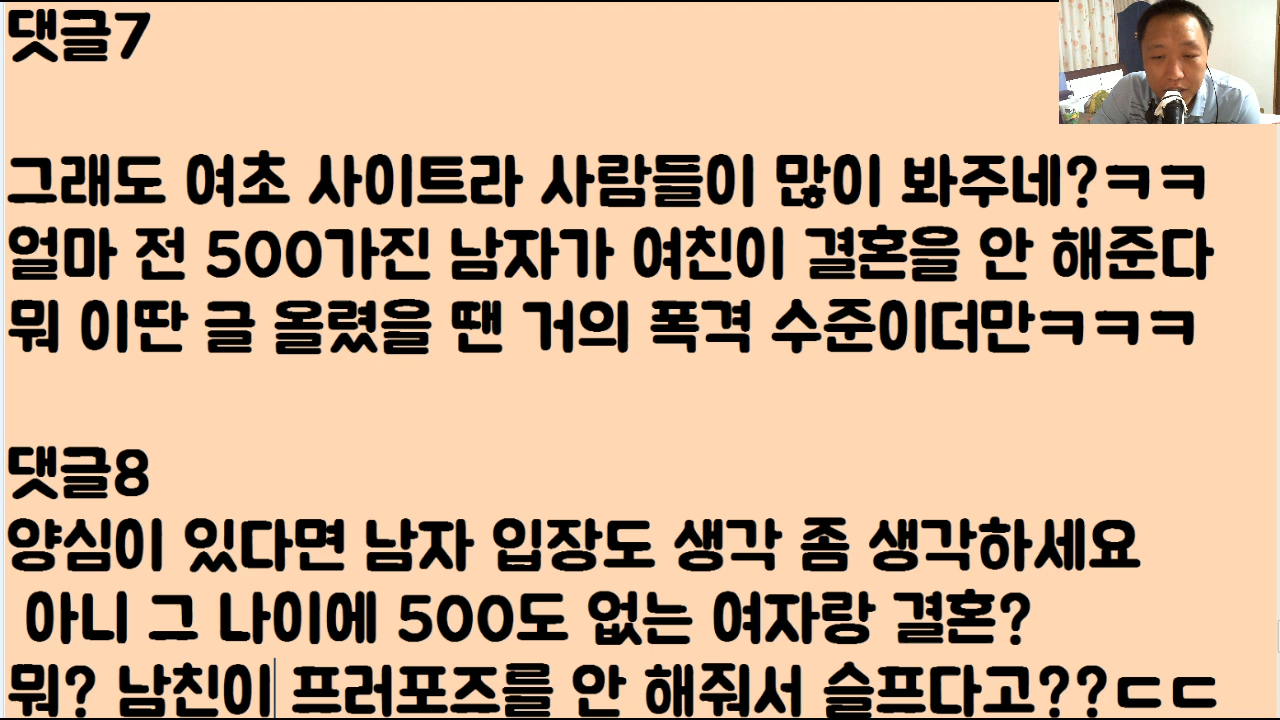 댓글7
그래도 여초 사이트라 사람들이 많이 봐주네?ㅋㅋ
얼마 전 500가진 남자가 여친이 결혼을 안 해준다
뭐 이딴 글 올렸을 땐 거의 폭격 수준이더만ㅋㅋㅋ
댓글8
양심이 있다면 남자 입장도 생각 좀 생각하세요
아니 그 나이에 500도 없는 여자랑 결혼?
뭐? 남친이 프러포즈를 안 해줘서 슬프다고??ㄷㄷ